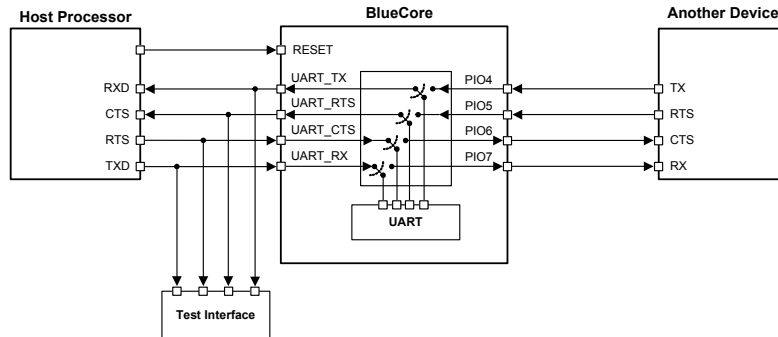 Host Processor
BlueCore
Another Device
RESET
RXD
UART_TX
PIO4
TX
CTS
UART_RTS
PIO5
RTS
RTS
UART_CTS
PIO6
CTS
TXD
UART_RX
PIO7
RX
UART
Test Interface